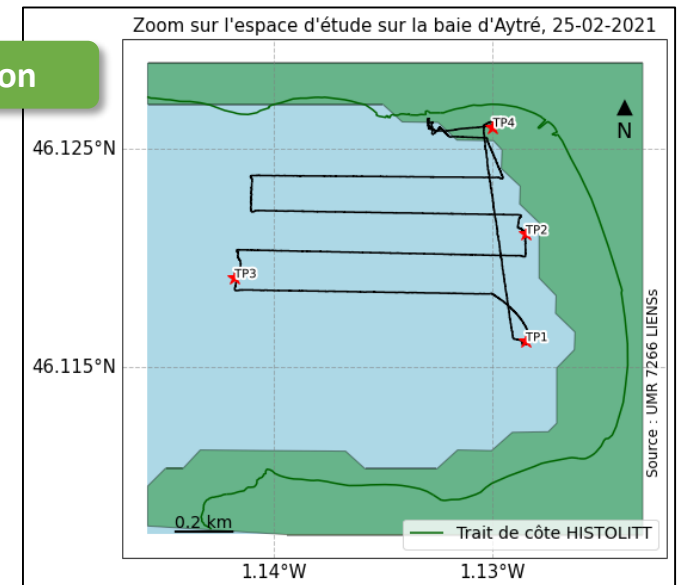 Zoom sur l'espace d'étude sur la baie d'Aytré, 25-02-2021
on
TP4
N
46.125°N
TP2
TP3
TP1
46.115°N
Source : UMR 7266 LIENSs
0.2 km
Trait de côte HISTOLITT
1.14°W
1.13°W